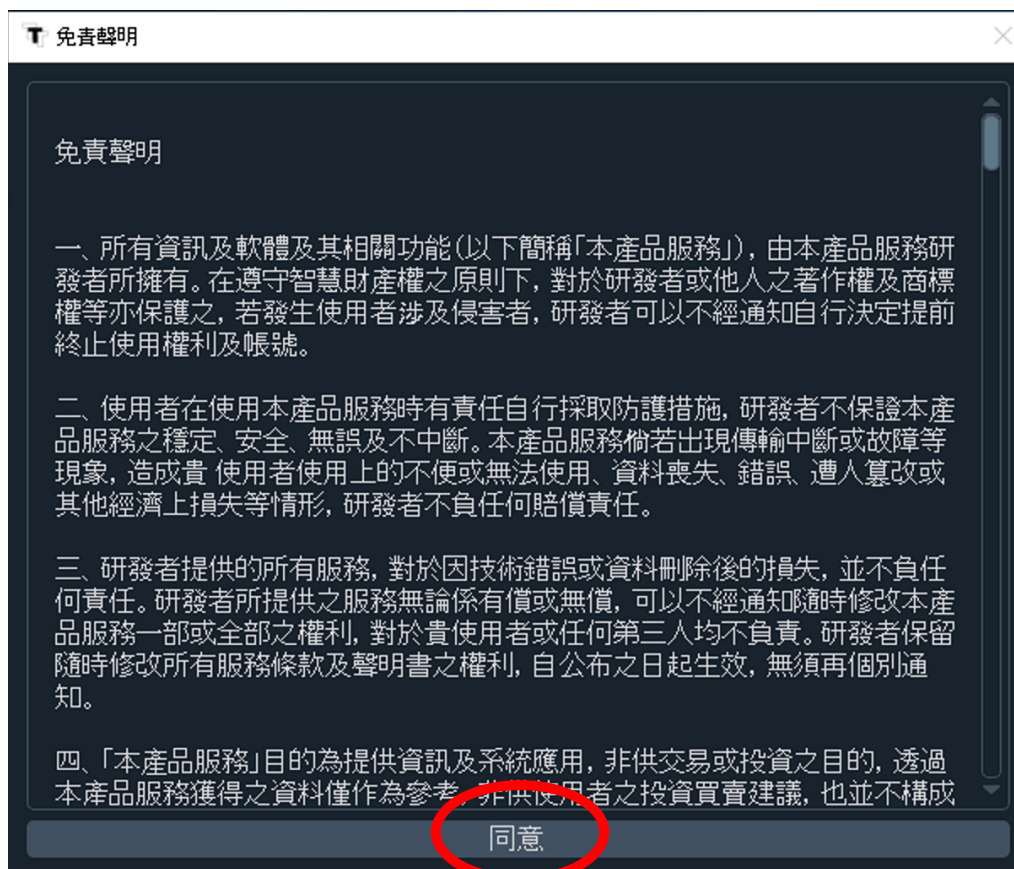 免責聲明
免責聲明
一、所有資訊及軟體及其相關功能(以下簡稱「本產品服務」), 由本產品服務研
發者所擁有。在遵守智慧財產權之原則下, 對於研發者或他人之著作權及商標
權等亦保護之, 若發生使用者涉及侵害者, 研發者可以不經通知自行決定提前
終止使用權利及帳號。
二、使用者在使用本產品服務時有責任自行採取防護措施, 研發者不保證本產
品服務之穩定、安全、無誤及不中斷。本產品服務倘若出現傳輸中斷或故障等
現象, 造成貴 使用者使用上的不便或無法使用、資料喪失、錯誤、遭人篡改或
其他經濟上損失等情形, 研發者不負任何賠償責任。
三、研發者提供的所有服務, 對於因技術錯誤或資料刪除後的損失, 並不負任
何責任。研發者所提供之服務無論係有償或無償, 可以不經通知隨時修改本產
品服務一部或全部之權利, 對於貴使用者或任何第三人均不負責。研發者保留
隨時修改所有服務條款及聲明書之權利, 自公布之日起生效, 無須再個別通
知。
四、「本產品服務」目的為提供資訊及系統應用, 非供交易或投資之目的, 透過
本產品服務獲得之資料僅作為參考, 非供使用者之投資買賣建議, 也並不構成
同意